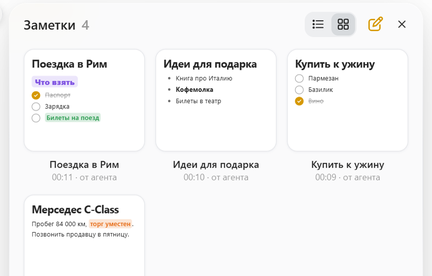 Заметки 4
Поездка в Рим
Что взять
Паспорт
Зарядка
Билеты на поезд
Поездка в Рим
00:11 · от агента
Идеи для подарка
Книга про Италию
Кофемолка
Билеты в театр
Идеи для подарка
00:10 · от агента
Купить к ужину
Пармезан
Базилик
Вино
Купить к ужину
00:09 · от агента
Мерседес C-Class
Пробег 84 000 км, торг уместен.
Позвонить продавцу в пятницу.